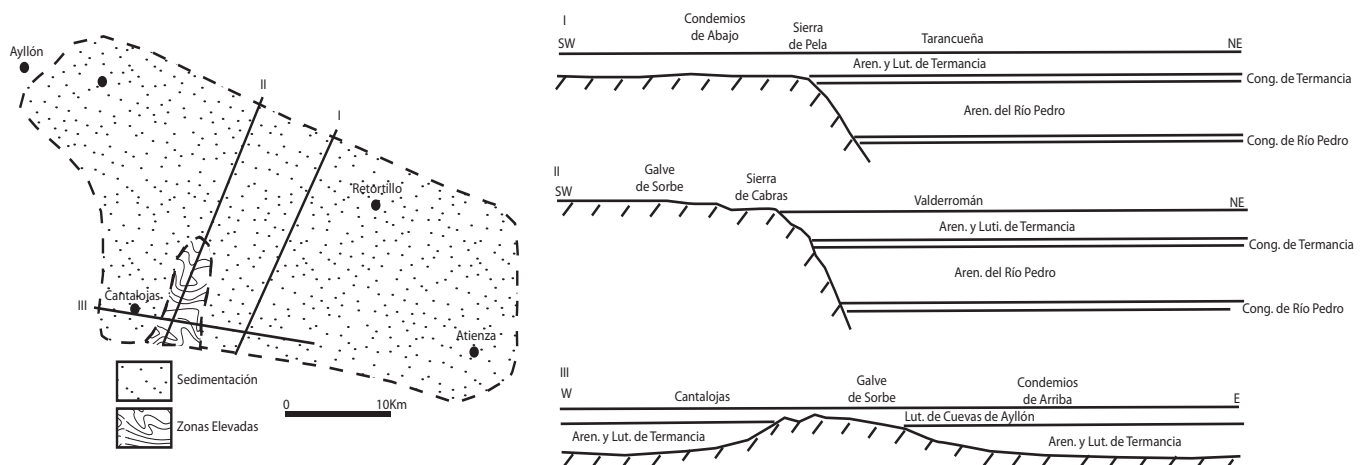 Ayllón
II
I
Retortillo
III
Cantalojas
Atienza
Sedimentación
Zonas Elevadas
0 10Km
I
SW
Condemios
de Abajo
Sierra
de Pela
Tarancueña
NE
Aren. y Lut. de Termancia
Cong. de Termancia
Aren. del Río Pedro
Cong. de Río Pedro
II
SW
Galve
de Sorbe
Sierra
de Cabras
Valderromán
NE
Aren. y Luti. de Termancia
Cong. de Termancia
Aren. del Río Pedro
Cong. de Río Pedro
III
W
Cantalojas
Galve
de Sorbe
Condemios
de Arriba
E
Lut. de Cuevas de Ayllón
Aren. y Lut. de Termancia
Aren. y Lut. de Termancia